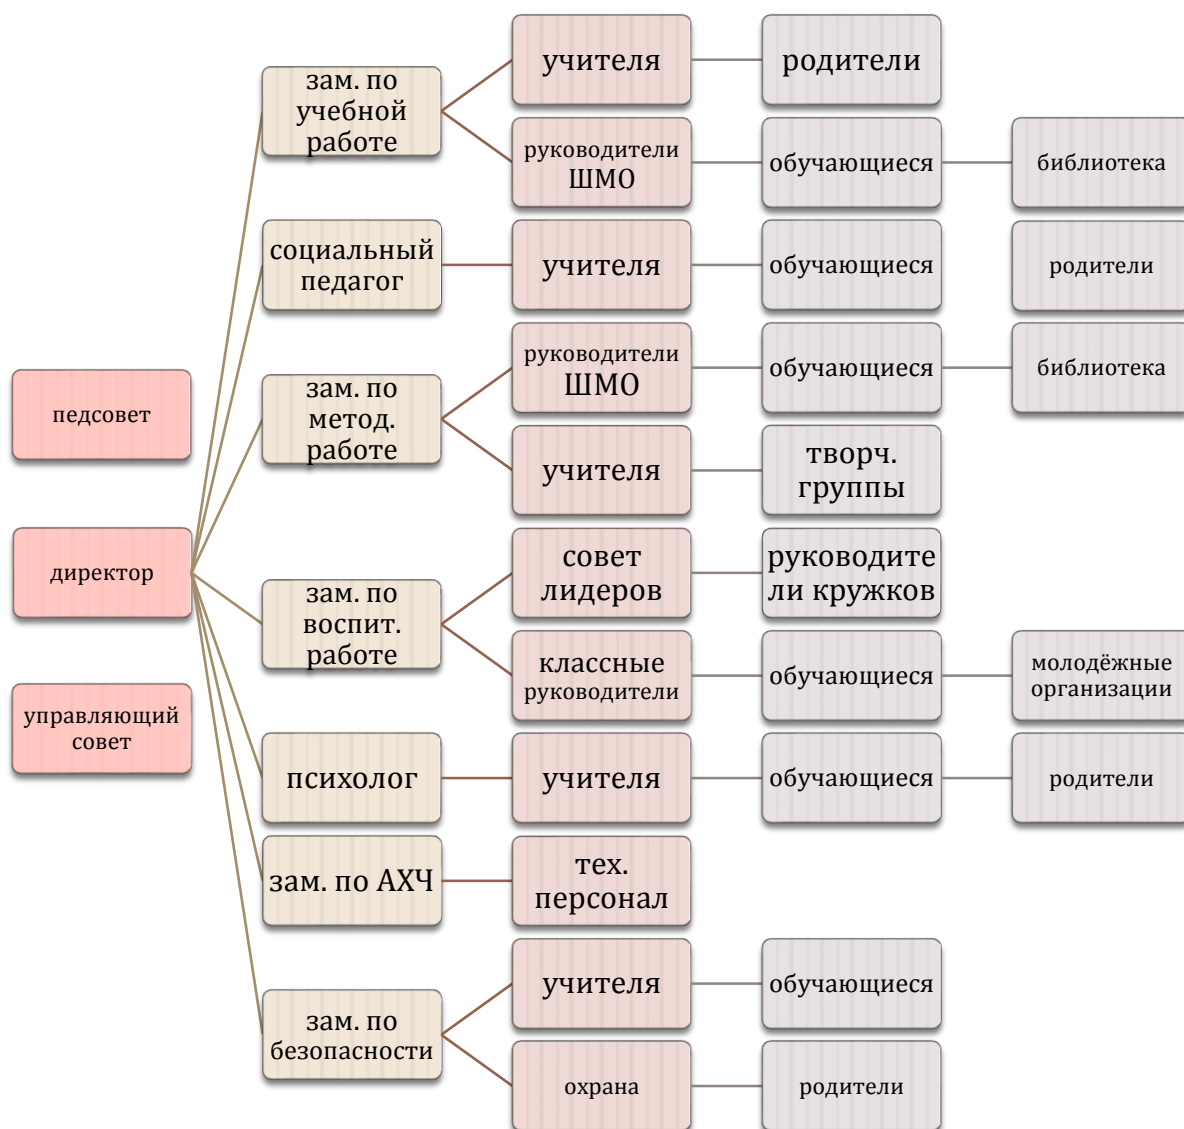 учителя
родители
зам. по
учебной
работе
руководители
ШМО
обучающиеся
библиотека
социальный
педагог
учителя
обучающиеся
родители
руководители
ШМО
обучающиеся
библиотека
педсовет
зам. по
метод.
работе
учителя
творч.
группы
директор
совет
лидеров
руководите
ли кружков
зам. по
воспит.
работе
классные
руководители
обучающиеся
молодёжные
организации
управляющий
совет
психолог
учителя
обучающиеся
родители
зам. по АХЧ
тех.
персонал
учителя
обучающиеся
зам. по
безопасности
охрана
родители